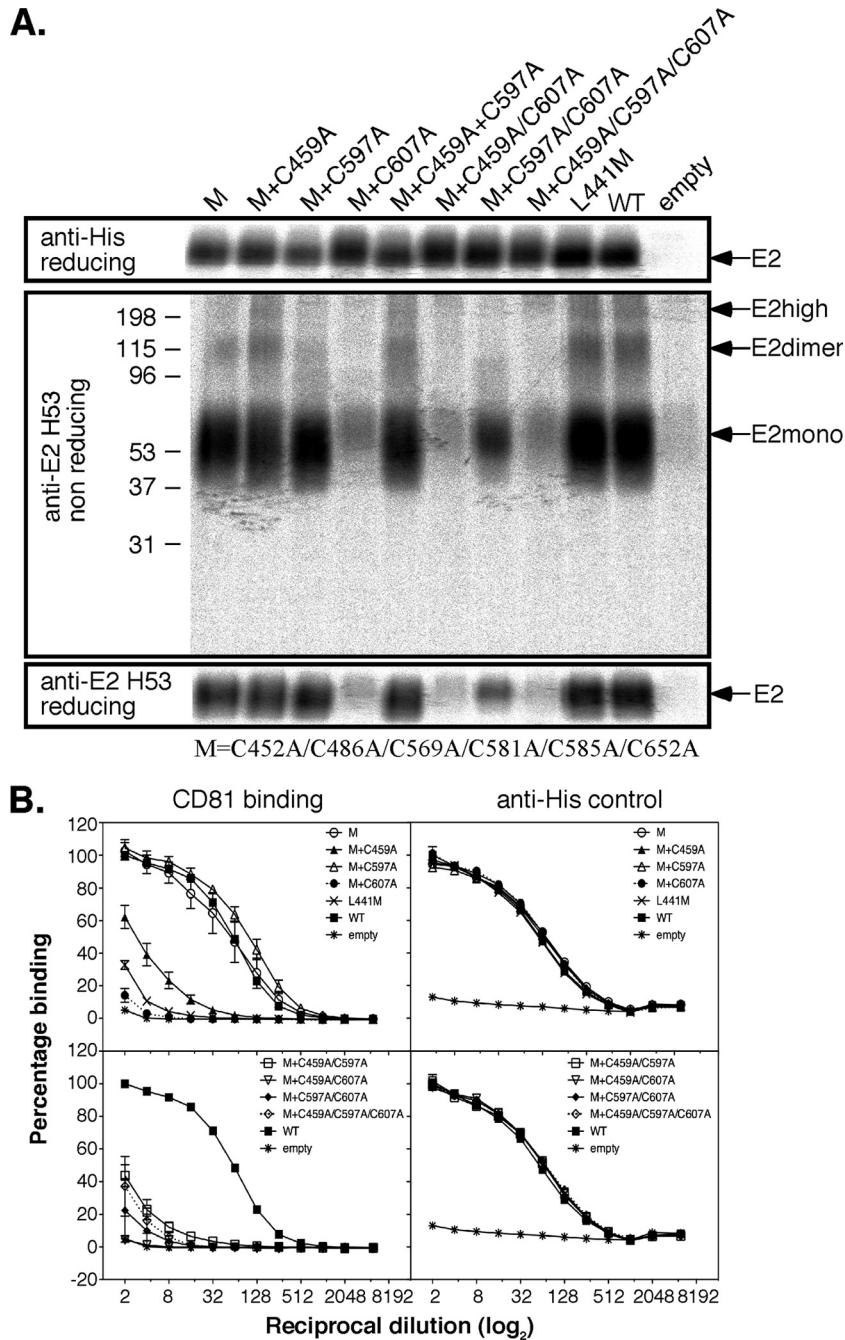 A.
M
M+C459A
M+C597A
M+C607A
M+C459A+C597A
M+C459A/C607A
M+C597A/C607A
M+C459A/C597A/C607A
L441M
WT
empty
anti-His
reducing
E2
anti-E2 H53
non reducing
198
115
96
53
37
31
E2high
E2dimer
E2mono
anti-E2 H53
reducing
E2
M=C452A/C486A/C569A/C581A/C585A/C652A
B.
CD81 binding
anti-His control
Percentage binding
120
100
80
60
40
20
0
M
M+C459A
M+C597A
M+C607A
L441M
WT
empty
M
M+C459A
M+C597A
M+C607A
L441M
WT
empty
120
100
80
60
40
20
0
-20
M+C459A/C597A
M+C459A/C607A
M+C597A/C607A
M+C459A/C597A/C607A
WT
empty
M+C459A/C597A
M+C459A/C607A
M+C597A/C607A
M+C459A/C597A/C607A
WT
empty
2 8 32 128 512 2048 8192
2 8 32 128 512 2048 8192
Reciprocal dilution (log2)